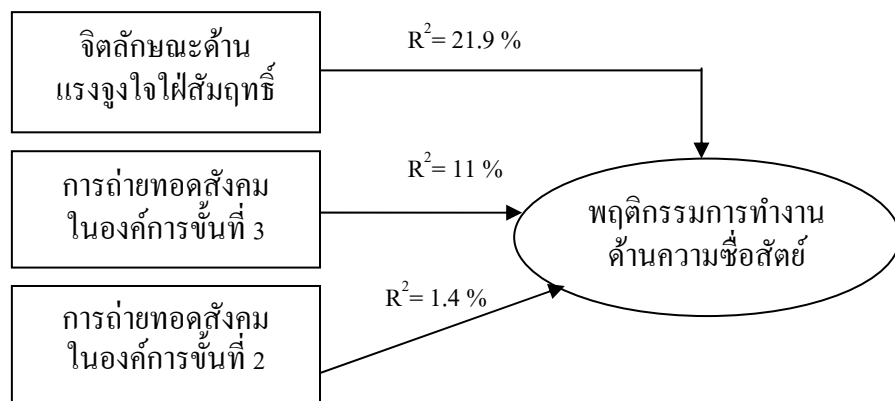 จิตลักษณะด้าน
แรงจูงใจใฝ่สัมฤทธิ์
R²= 21.9 %
การถ่ายทอดสังคม
ในองค์การขั้นที่ 3
R²= 11 %
พฤติกรรมการทำงาน
ด้านความซื่อสัตย์
การถ่ายทอดสังคม
ในองค์การขั้นที่ 2
R²= 1.4 %